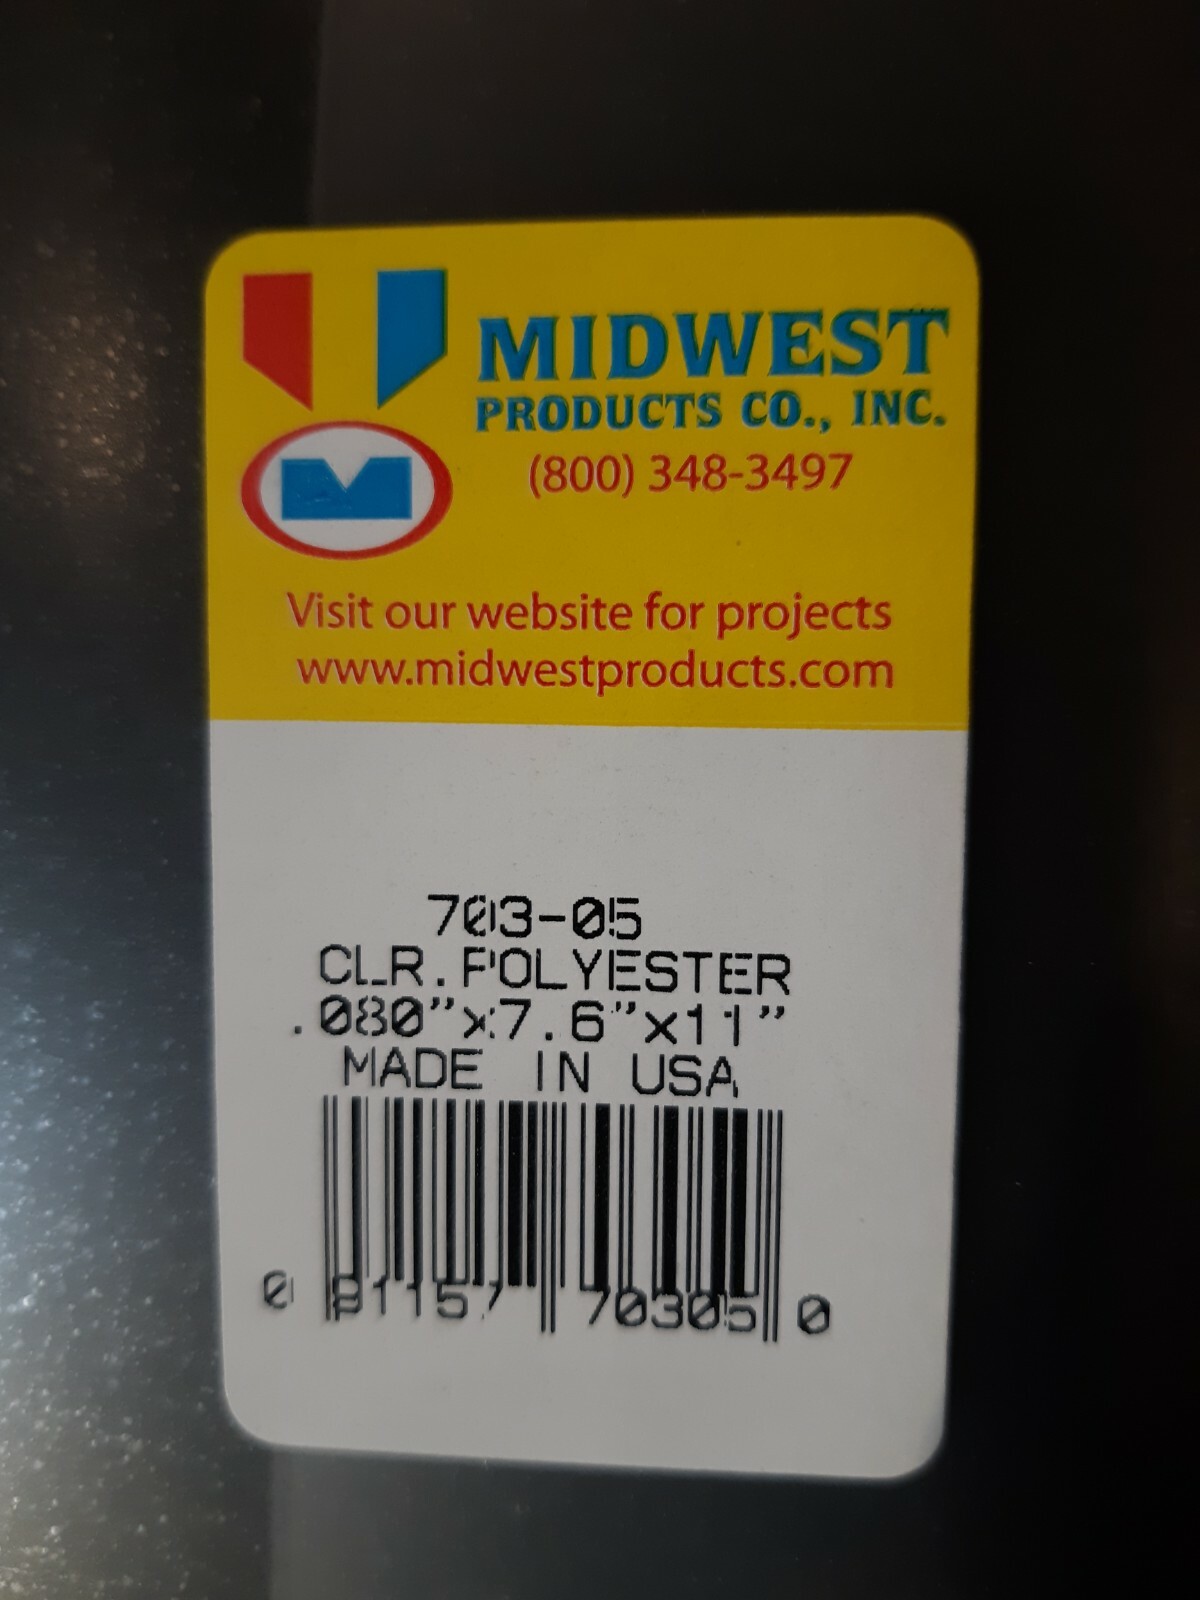 MIDWEST
PRODUCTS CO., INC.
(800) 348-3497
M
Visit our website for projects
www.midwestproducts.com
703-05
CLR.POLYESTER
.080"x7.6"x11"
MADE IN USA
0 81157 70305 0